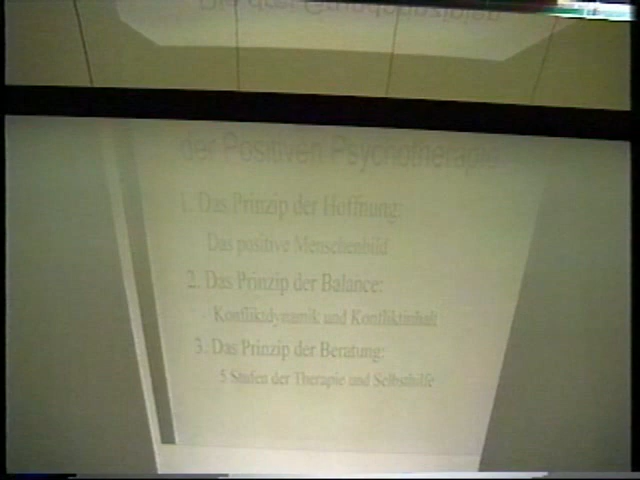 der Positiven Psychotherapie
1. Das Prinzip der Hoffnung:
Das positive Menschenbild
2. Das Prinzip der Balance:
- Konfliktdynamik und Konfliktinhalt
3. Das Prinzip der Beratung:
5 Stufen der Therapie und Selbsthilfe